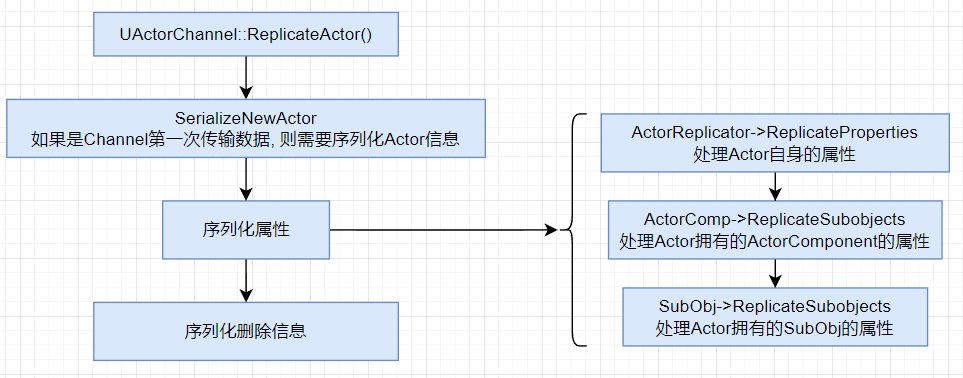 UActorChannel::ReplicateActor()
SerializeNewActor
如果是Channel第一次传输数据, 则需要序列化Actor信息
序列化属性
序列化删除信息
ActorReplicator->ReplicateProperties
处理Actor自身的属性
ActorComp->ReplicateSubobjects
处理Actor拥有的ActorComponent的属性
SubObj->ReplicateSubobjects
处理Actor拥有的SubObj的属性